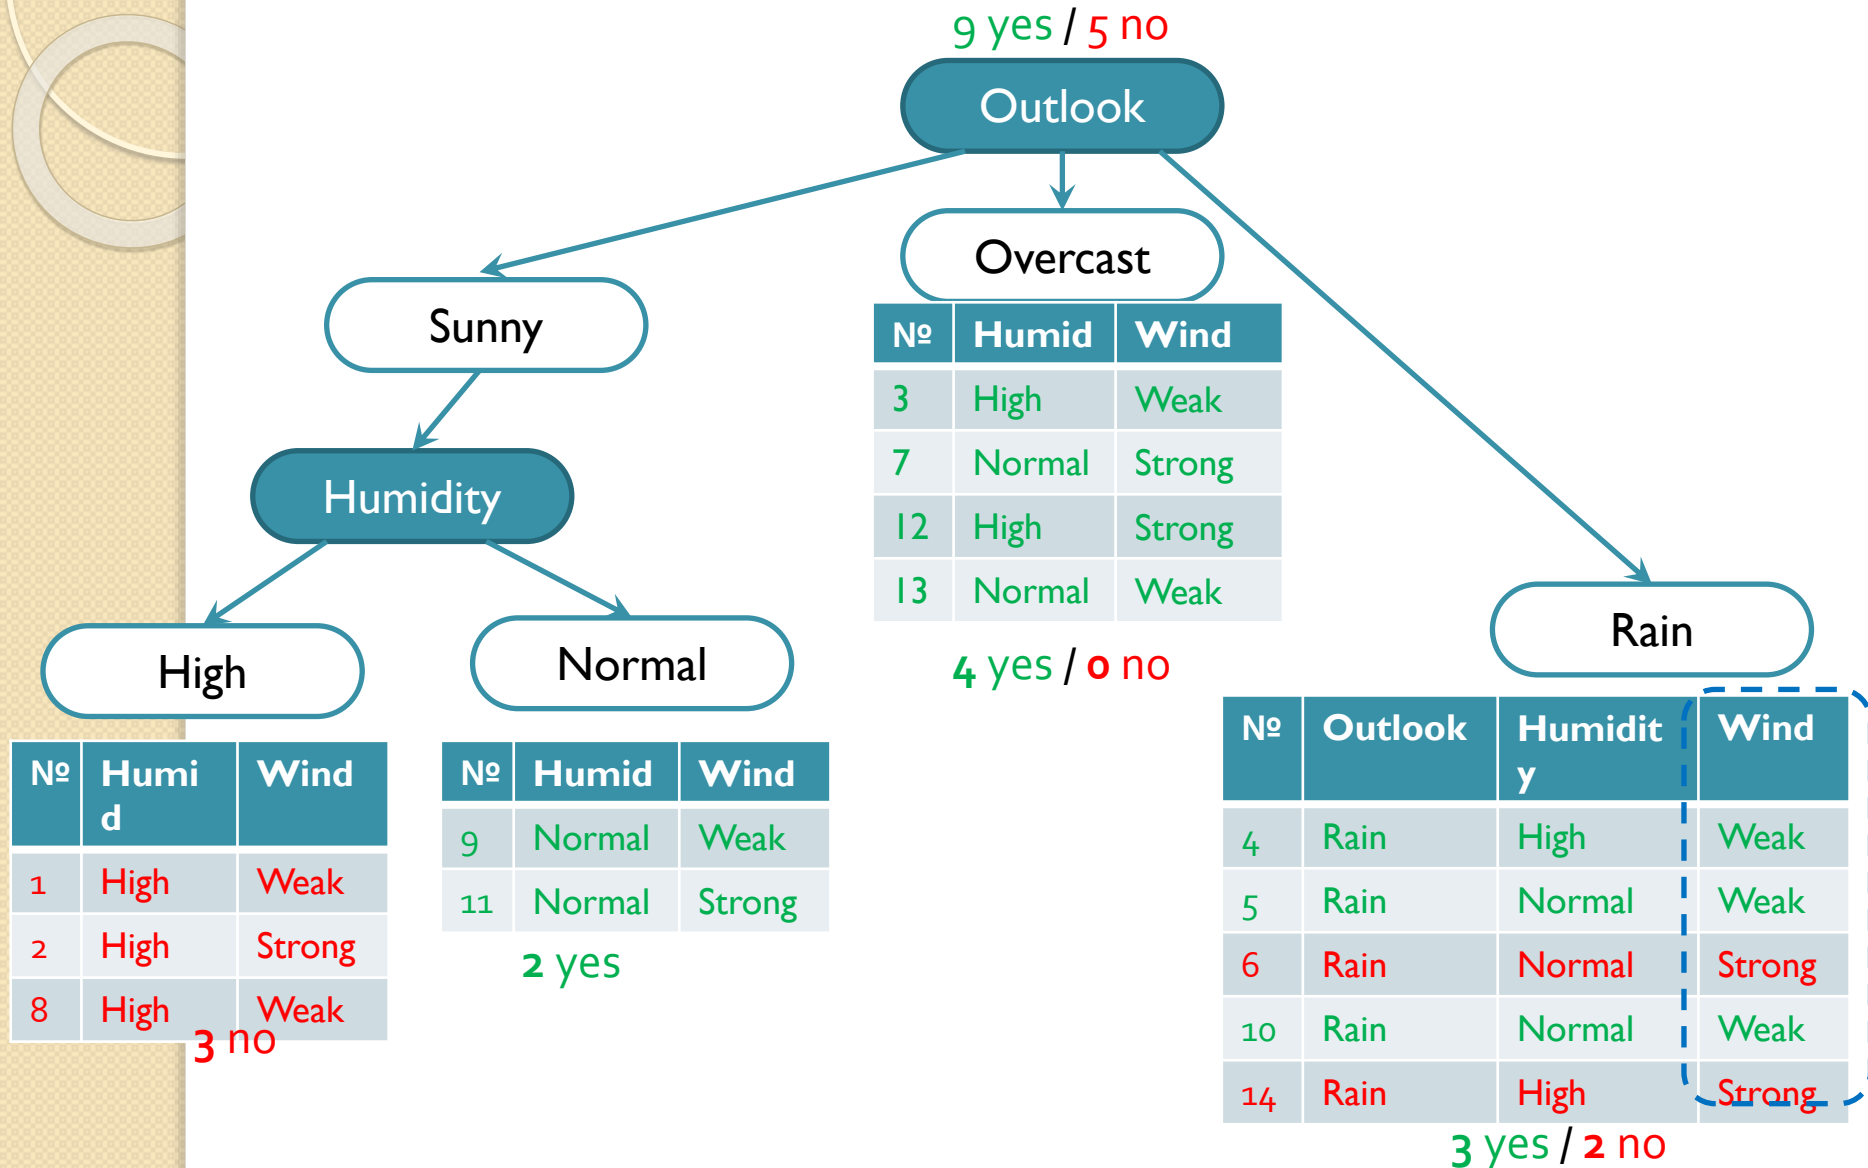 9 yes / 5 no
Outlook
Overcast
Sunny
Nº Humid Wind
3 High Weak
7 Normal Strong
12 High Strong
13 Normal Weak
4 yes / 0 no
Humidity
High
Normal
Nº Humi Wind
d
1 High Weak
2 High Strong
8 High Weak
3 no
Nº Humid Wind
9 Normal Weak
11 Normal Strong
2 yes
Rain
Nº Outlook Humidit Wind
y
4 Rain High Weak
5 Rain Normal Weak
6 Rain Normal Strong
10 Rain Normal Weak
14 Rain High Strong
3 yes / 2 no